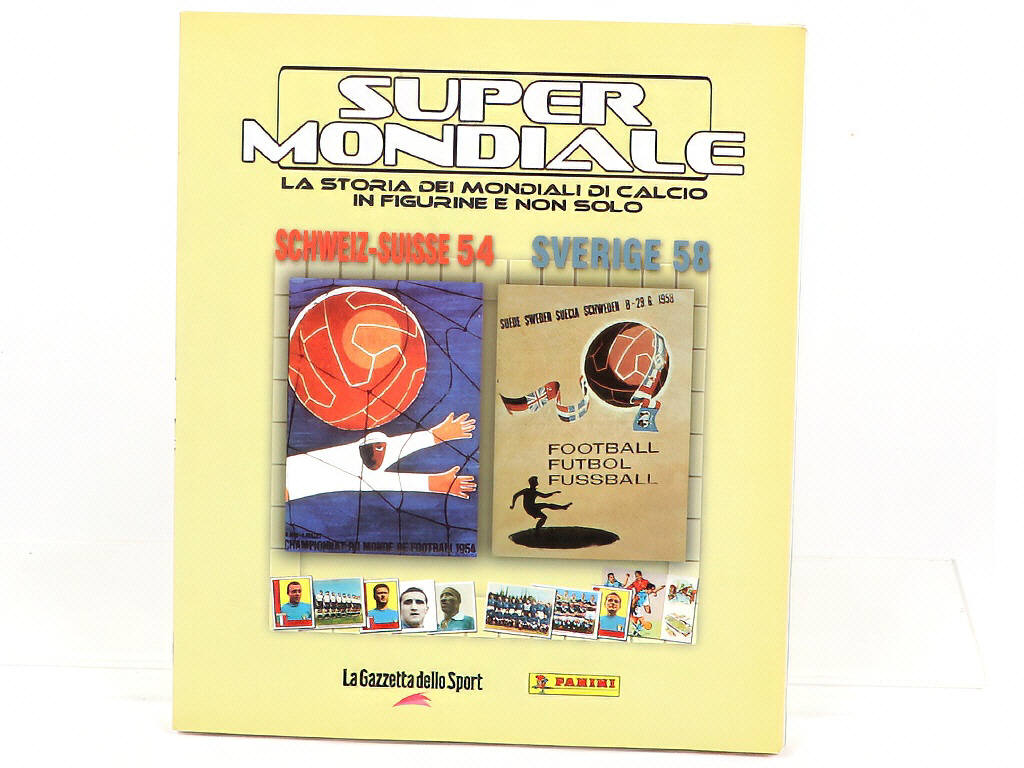 SUPER
MONDIALE
LA STORIA DEI MONDIALI DI CALCIO
IN FIGURINE E NON SOLO
SCHWEIZ-SUISSE 54
SVERIGE 58
SUÈDE SWEDEN SUECIA SCHWEDEN 8-29.6.1958
FOOTBALL
FUTBOL
FUSSBALL
CHAMPIONNAT DU MONDE DE FOOTBALL 1954
La Gazzetta dello Sport
PANINI